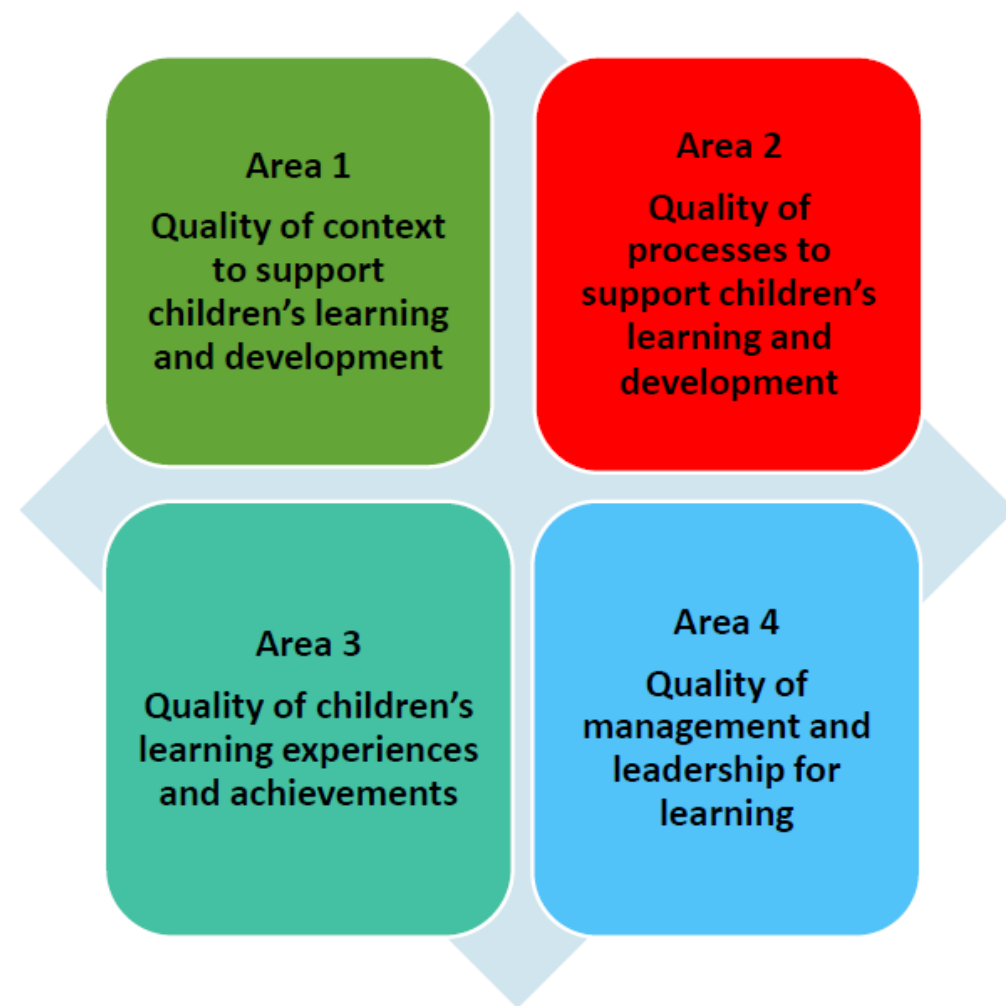 Area 1
Quality of context
to support
children’s learning
and development
Area 2
Quality of
processes to
support children’s
learning and
development
Area 3
Quality of children’s
learning experiences
and achievements
Area 4
Quality of
management and
leadership for
learning